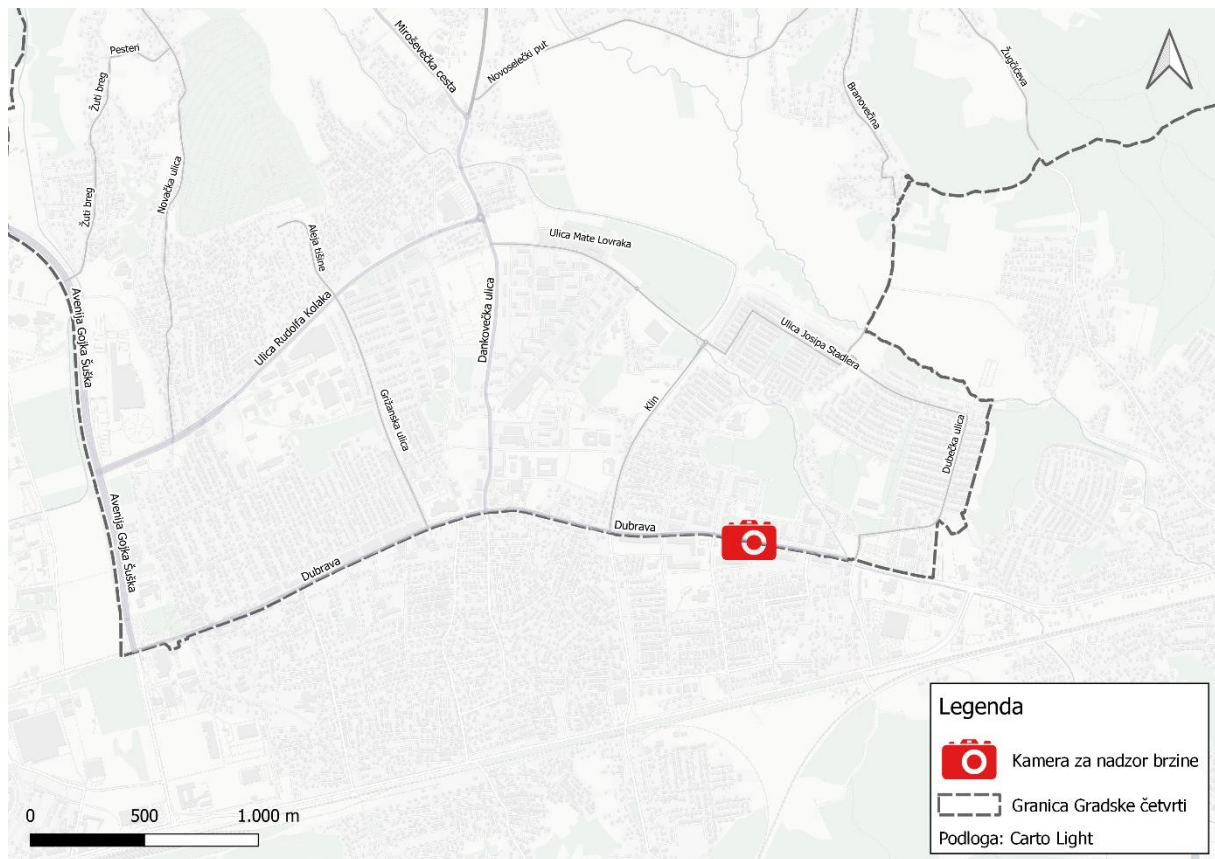 Pesteri
Miroševečka cesta
Novoselečki put
Žugčićeva
Žuti breg
Branovečina
Novačka ulica
Žuti breg
Aleja tišine
Ulica Mate Lovraka
Avenija Gojka Šuška
Ulica Rudolfa Kolaka
Dankovečka ulica
Ulica Josipa Stadlera
Klin
Grižanska ulica
Dubečka ulica
Avenija Gojka Šuška
Dubrava
Dubrava
Legenda
Kamera za nadzor brzine
Granica Gradske četvrti
Podloga: Carto Light
0 500 1.000 m